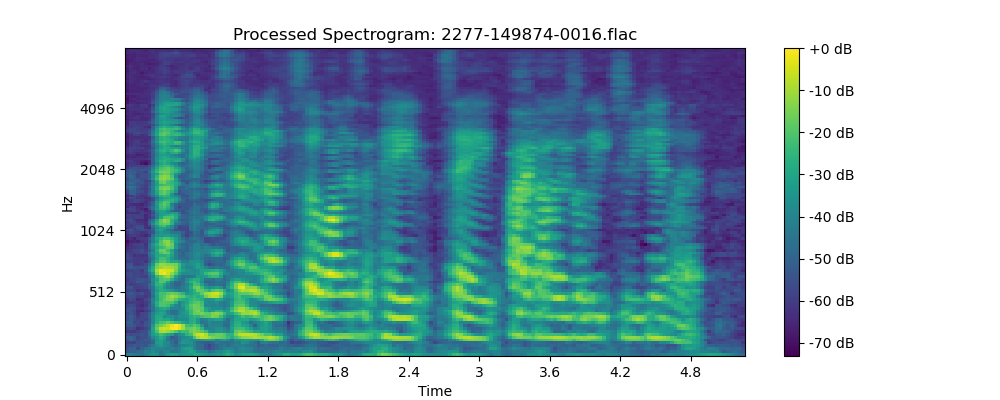 Processed Spectrogram: 2277-149874-0016.flac
Hz
4096
2048
1024
512
0
0 0.6 1.2 1.8 2.4 3 3.6 4.2 4.8
Time
+0 dB
-10 dB
-20 dB
-30 dB
-40 dB
-50 dB
-60 dB
-70 dB